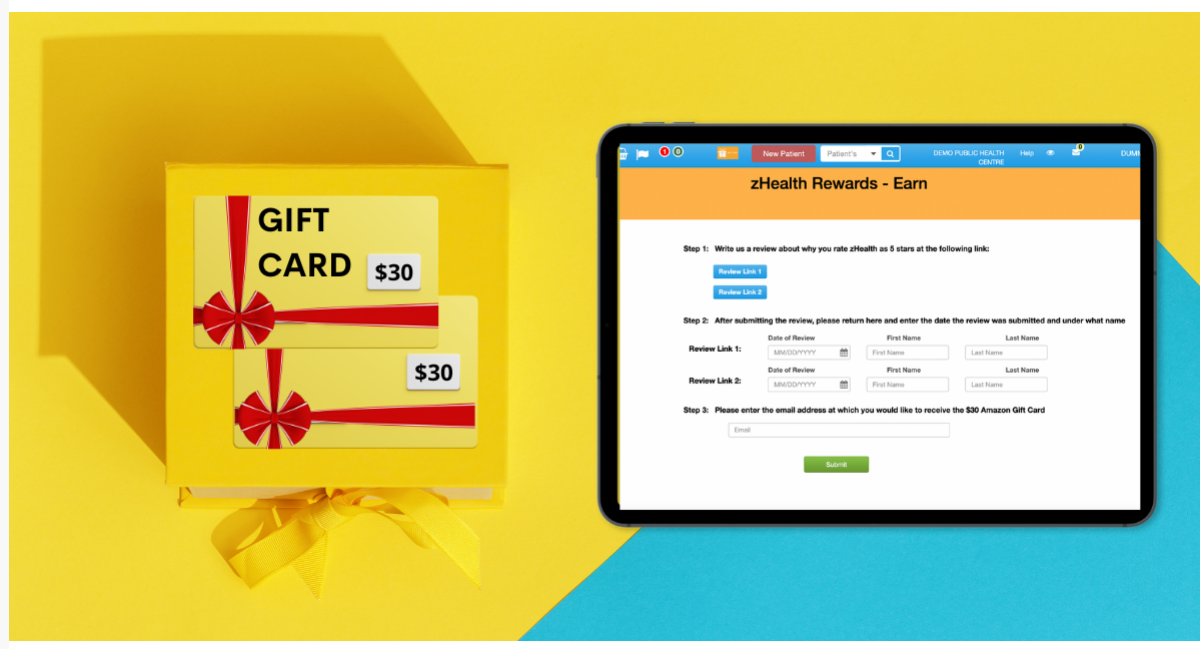 GIFT
CARD
$30
$30
1 0
New Patient
Patient's
DEMO PUBLIC HEALTH
CENTRE
Help
0
DUMM
zHealth Rewards - Earn
Step 1: Write us a review about why you rate zHealth as 5 stars at the following link:
Review Link 1
Review Link 2
Step 2: After submitting the review, please return here and enter the date the review was submitted and under what name
Date of Review First Name Last Name
Review Link 1: MM/DD/YYYY First Name Last Name
Date of Review First Name Last Name
Review Link 2: MM/DD/YYYY First Name Last Name
Step 3: Please enter the email address at which you would like to receive the $30 Amazon Gift Card
Email
Submit